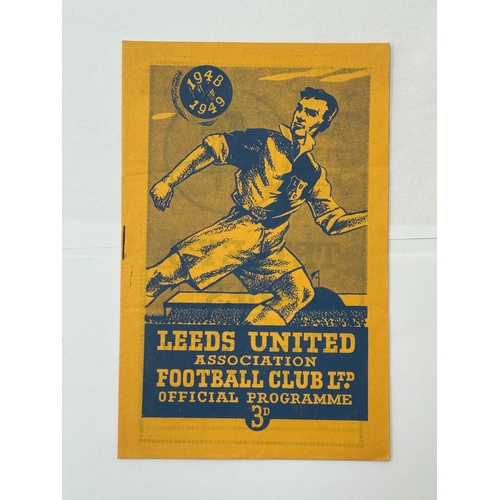 1948
1949
LEEDS UNITED
ASSOCIATION
FOOTBALL CLUB LTD.
OFFICIAL PROGRAMME
3D